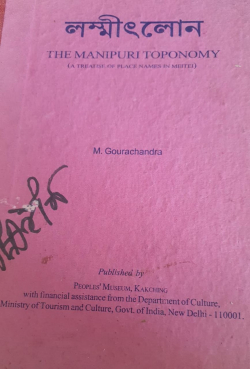 লম্মীৎলোন
THE MANIPURI TOPONOMY
(A TREATISE OF PLACE NAMES IN MEITEI)
M. Gourachandra
Published by
PEOPLES' MUSEUM, KAKCHING
with financial assistance from the Department of Culture,
Ministry of Tourism and Culture, Govt. of India, New Delhi - 110001.